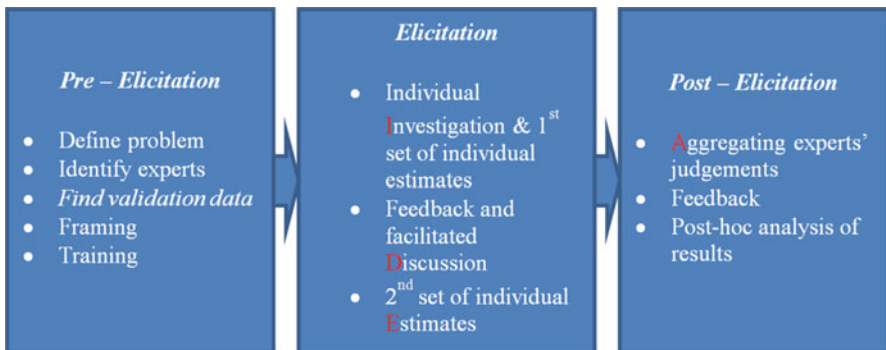 Pre – Elicitation
• Define problem
• Identify experts
• Find validation data
• Framing
• Training
Elicitation
• Individual
Investigation & 1st
set of individual
estimates
• Feedback and
facilitated
Discussion
• 2nd set of individual
Estimates
Post – Elicitation
• Aggregating experts’
judgements
• Feedback
• Post-hoc analysis of
results